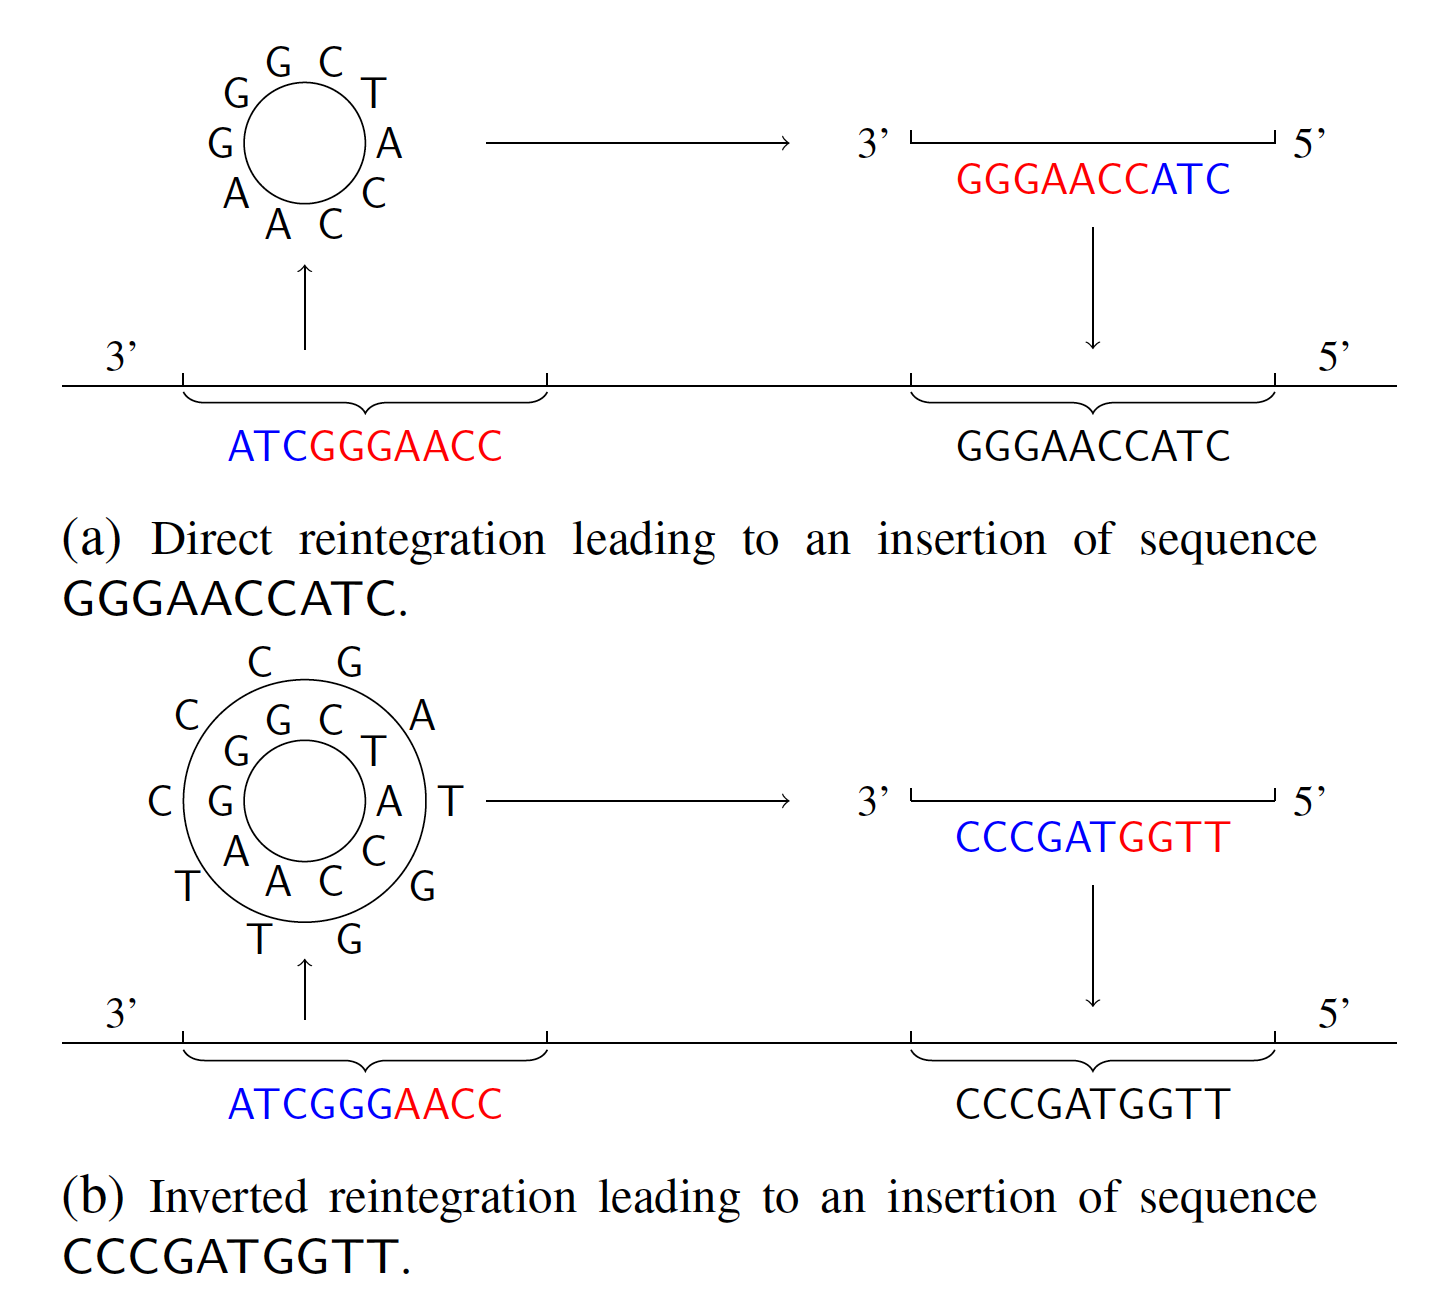 G C
G T
G A
A C
A C
3’ 5’
GGGAACCATC
3’ 5’
ATCGGGAACC GGGAACCATC
(a) Direct reintegration leading to an insertion of sequence
GGGAACCATC.
C G
C G C A
G T
C G A T
A C
T A C G
T G
3’ 5’
CCCGATGGTT
3’ 5’
ATCGGGAACC CCCGATGGTT
(b) Inverted reintegration leading to an insertion of sequence
CCCGATGGTT.